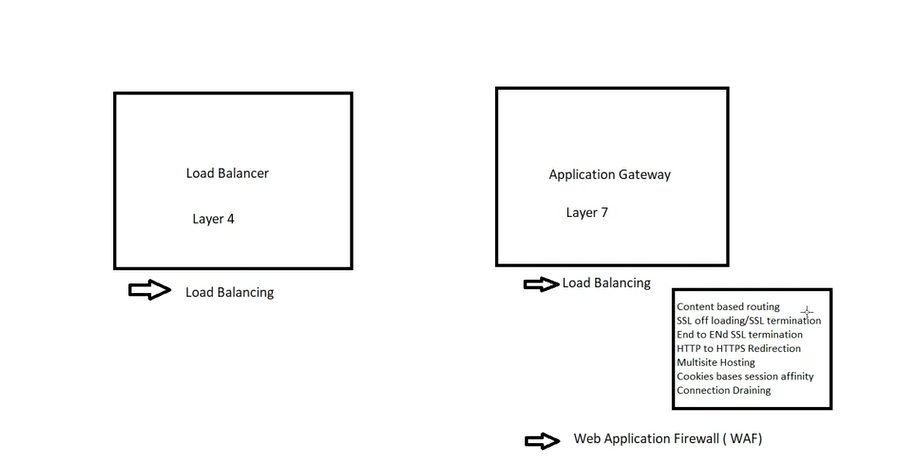 Load Balancer
Layer 4
Load Balancing
Application Gateway
Layer 7
Load Balancing
Content based routing
SSL off loading/SSL termination
End to ENd SSL termination
HTTP to HTTPS Redirection
Multisite Hosting
Cookies bases session affinity
Connection Draining
Web Application Firewall ( WAF)